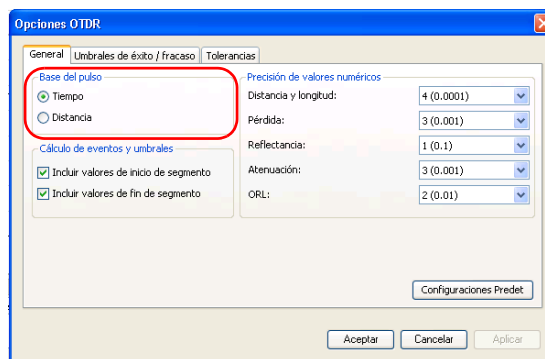 Opciones OTDR
General
Umbrales de éxito / fracaso
Tolerancias
Base del pulso
Tiempo
Distancia
Cálculo de eventos y umbrales
Incluir valores de inicio de segmento
Incluir valores de fin de segmento
Precisión de valores numéricos
Distancia y longitud: 4 (0.0001)
Pérdida: 3 (0.001)
Reflectancia: 1 (0.1)
Atenuación: 3 (0.001)
ORL: 2 (0.01)
Configuraciones Predet
Aceptar
Cancelar
Aplicar